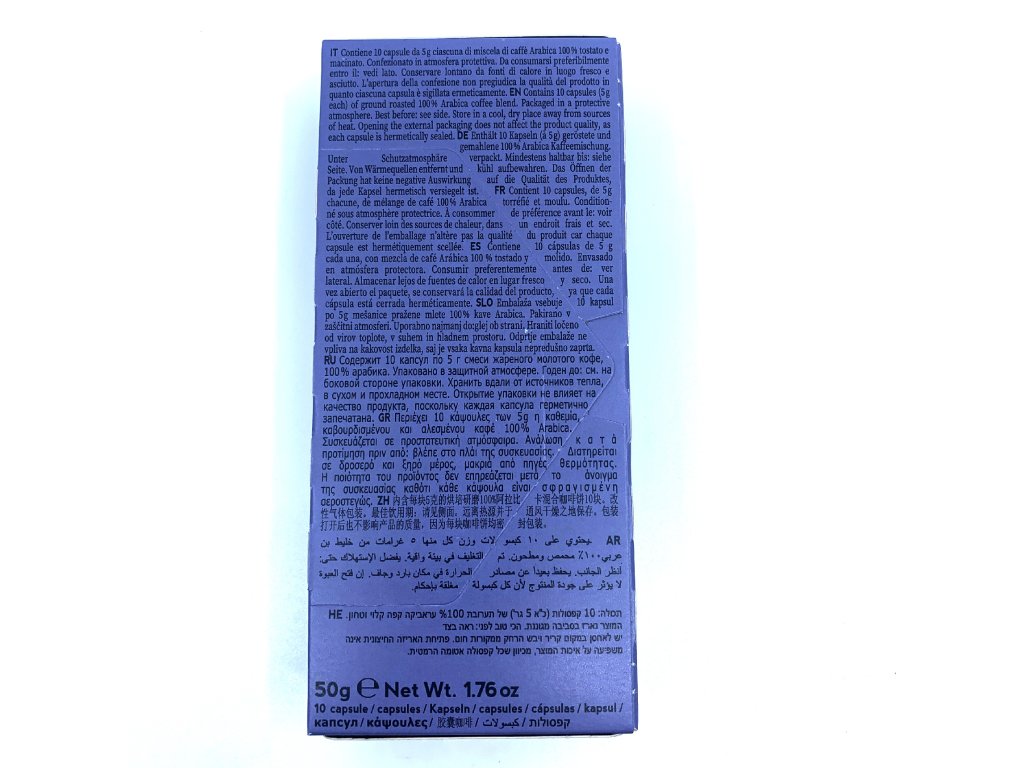 IT Contiene 10 capsule da 5g ciascuna di miscela di caffè Arabica 100% tostato e
macinato. Confezionato in atmosfera protettiva. Da consumarsi preferibilmente
entro il: vedi lato. Conservare lontano da fonti di calore in luogo fresco e
asciutto. L'apertura della confezione non pregiudica la qualità del prodotto in
quanto ciascuna capsula è sigillata ermeticamente. EN Contains 10 capsules (5g
each) of ground roasted 100% Arabica coffee blend. Packaged in a protective
atmosphere. Best before: see side. Store in a cool, dry place away from sources
of heat. Opening the external packaging does not affect the product quality, as
each capsule is hermetically sealed. DE Enthält 10 Kapseln (á 5g) geröstete und
gemahlene 100% Arabica Kaffeemischung.
Unter Schutzatmosphäre verpackt. Mindestens haltbar bis: siehe
Seite. Von Wärmequellen entfernt und kühl aufbewahren. Das Öffnen der
Packung hat keine negative Auswirkung auf die Qualität des Produktes,
da jede Kapsel hermetisch versiegelt ist. FR Contient 10 capsules, de 5g
chacune, de mélange de café 100% Arabica torréfié et moulu. Condition-
né sous atmosphère protectrice. À consommer de préférence avant le: voir
côté. Conserver loin des sources de chaleur, dans un endroit frais et sec.
L'ouverture de l'emballage n'altère pas la qualité du produit car chaque
capsule est hermétiquement scellée. ES Contiene 10 cápsulas de 5 g
cada una, con mezcla de café Arábica 100 % tostado y molido. Envasado
en atmósfera protectora. Consumir preferentemente antes de: ver
lateral. Almacenar lejos de fuentes de calor en lugar fresco y seco. Una
vez abierto el paquete, se conservará la calidad del producto, ya que cada
cápsula está cerrada herméticamente. SLO Embalaža vsebuje 10 kapsul
po 5g mešanice pražene mlete 100% kave Arabica. Pakirano v
zaščitni atmosferi. Uporabno najmanj do:glej ob strani. Hraniti ločeno
od virov toplote, v suhem in hladnem prostoru. Odprtje embalaže ne
vpliva na kakovost izdelka, saj je vsaka kavna kapsula nepredušno zaprta.
RU Содержит 10 капсул по 5 г смеси жареного молотого кофе,
100% арабика. Упаковано в защитной атмосфере. Годен до: см. на
боковой стороне упаковки. Хранить вдали от источников тепла,
в сухом и прохладном месте. Открытие упаковки не влияет на
качество продукта, поскольку каждая капсула герметично
запечатана. GR Περιέχει 10 κάψουλες των 5g η καθεμία,
καβουρδισμένου και αλεσμένου καφέ 100% Arabica.
Συσκευάζεται σε προστατευτική ατμόσφαιρα. Ανάλωση κατά
προτίμηση πριν από: βλέπε στο πλάι της συσκευασίας. Διατηρείται
σε δροσερό και ξηρό μέρος, μακριά από πηγές θερμότητας.
Η ποιότητα του προϊόντος δεν επηρεάζεται μετά το άνοιγμα
της συσκευασίας καθότι κάθε κάψουλα είναι σφραγισμένη
αεροστεγώς. ZH 内含每块5克的烘培研磨100%阿拉比 卡混合咖啡饼10块。改
性气体包装。最佳饮用期：请见侧面。远离热源并于 通风干燥之地保存。包装
打开后也不影响产品的质量，因为每块咖啡饼均密 封包装。
AR يحتوي على ١٠ كبسولات وزن كل منها ٥ غرامات من خليط بن
عربي١٠٠٪ محمص ومطحون. تم التغليف في بيئة واقية. يفضل الإستهلاك حتى:
أنظر الجانب. يحفظ بعيداً عن مصادر الحرارة في مكان بارد وجاف. إن فتح العبوة
لا يؤثر على جودة المنتوج لأن كل كبسولة مغلقة بإحكام.
HE תכולה: 10 קפסולות (כ"א 5 גר') של תערובת 100% עראביקה קפה קלוי וטחון.
המוצר נארז בסביבה מוגנת. הכי טוב לפני: ראה בצד
יש לאחסן במקום קריר ויבש הרחק ממקורות חום. פתיחת האריזה החיצונית אינה
משפיעה על איכות המוצר, מכיוון שכל קפסולה אטומה הרמטית.
50g ℮ Net Wt. 1.76 oz
10 capsule / capsules / Kapseln / capsules / cápsulas / kapsul /
капсул / κάψουλες / 胶囊咖啡 / كبسولات / קפסולות